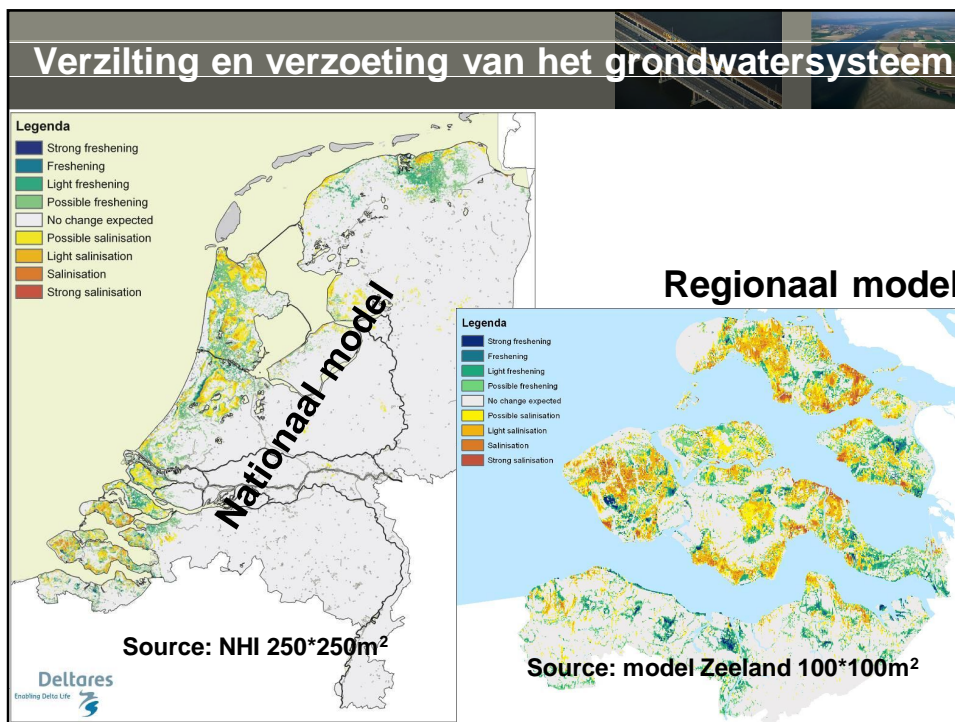 Verzilting en verzoeting van het grondwatersysteem
Legenda
Strong freshening
Freshening
Light freshening
Possible freshening
No change expected
Possible salinisation
Light salinisation
Salinisation
Strong salinisation
Nationaal model
Source: NHI 250*250m²
Deltares
Enabling Delta Life
Regionaal model
Legenda
Strong freshening
Freshening
Light freshening
Possible freshening
No change expected
Possible salinisation
Light salinisation
Salinisation
Strong salinisation
Source: model Zeeland 100*100m²